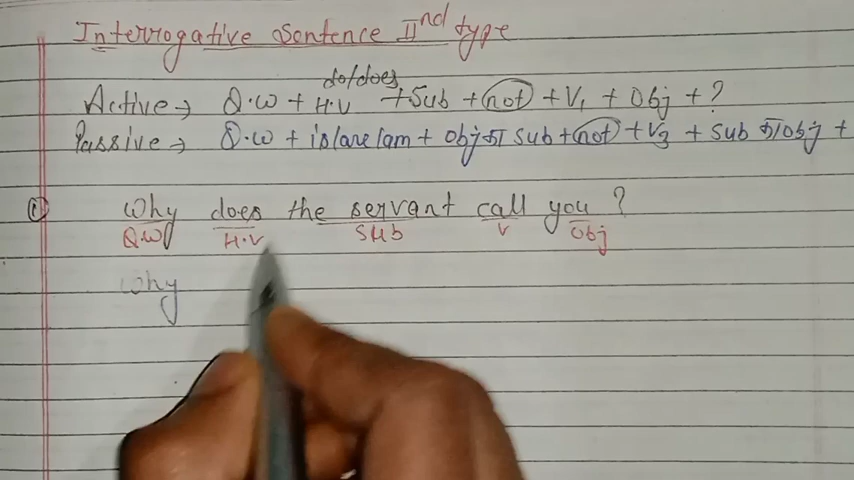 Interrogative Sentence IInd type
do/does
Active → Q.W + H.V + Sub + not + V1 + Obj + ?
Passive → Q.W + is/are/am + Obj का Sub + not + V3 + Sub का Obj +
① Why does the servant call you ?
Q.W H.V Sub V Obj
Why